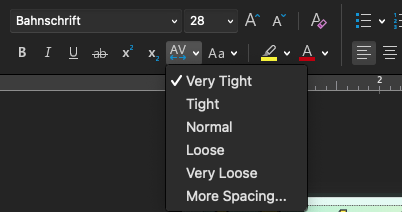 Bahnschrift 28 A A A
B I U ab x² x₂ AV Aa A
Very Tight
2
Tight
Normal
Loose
Very Loose
More Spacing...